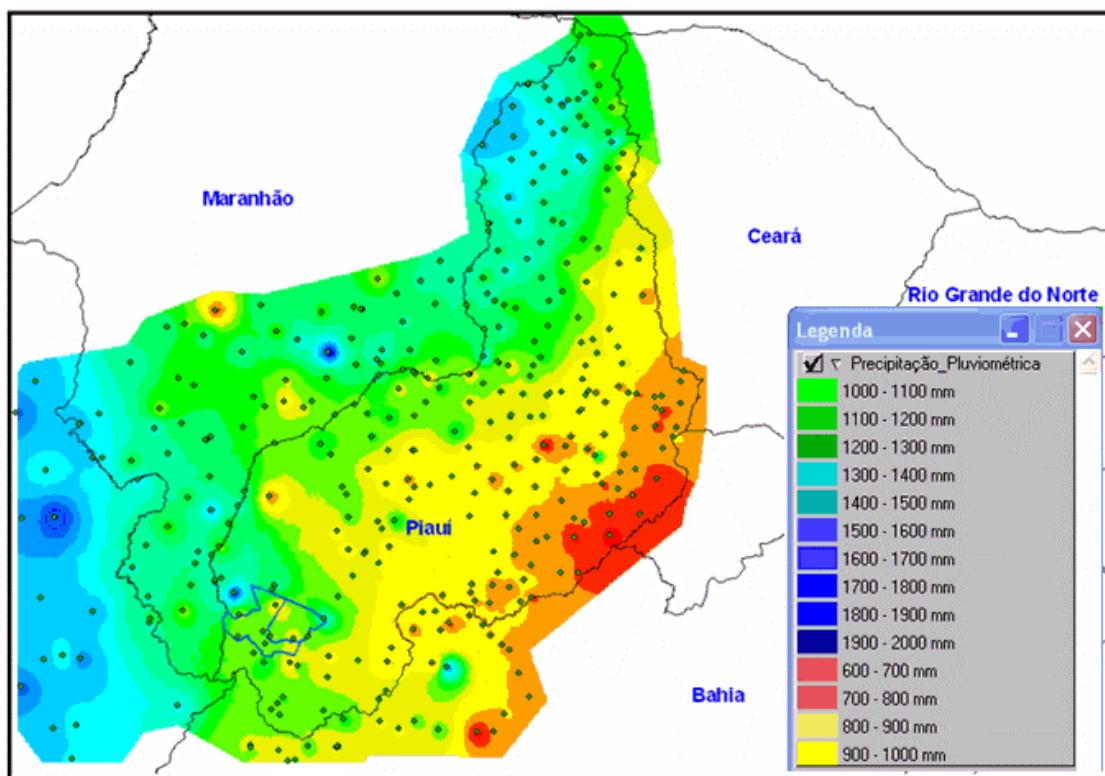 Maranhão
Ceará
Rio Grande do Norte
Piauí
Bahia
Legenda
Precipitação_Pluviométrica
1000 - 1100 mm
1100 - 1200 mm
1200 - 1300 mm
1300 - 1400 mm
1400 - 1500 mm
1500 - 1600 mm
1600 - 1700 mm
1700 - 1800 mm
1800 - 1900 mm
1900 - 2000 mm
600 - 700 mm
700 - 800 mm
800 - 900 mm
900 - 1000 mm